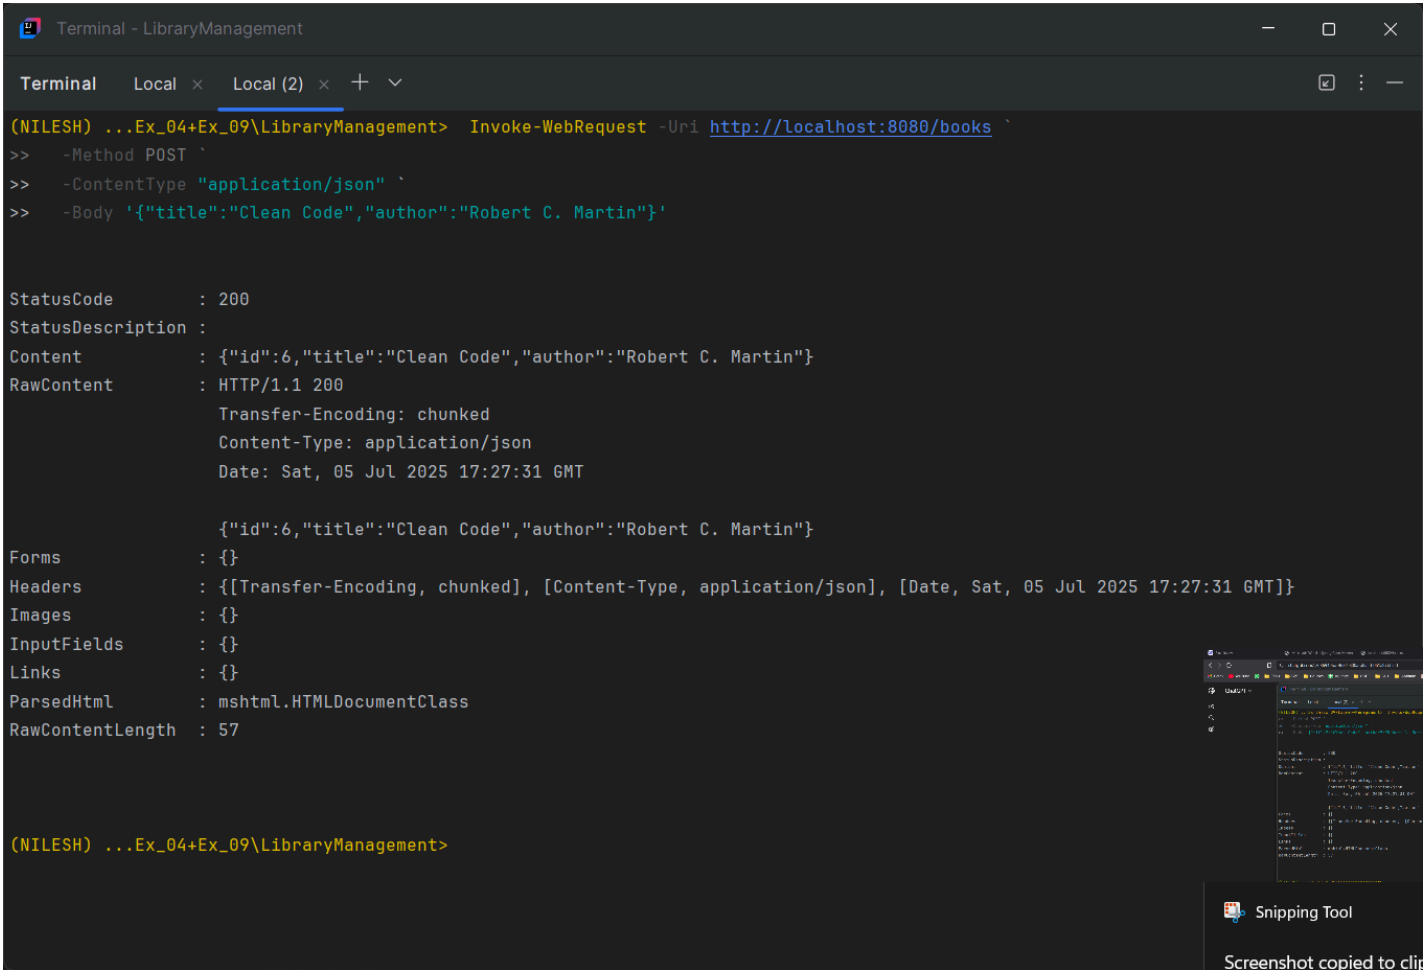 Terminal - LibraryManagement
Terminal Local × Local (2) ×
(NILESH) ...Ex_04+Ex_09\LibraryManagement>  Invoke-WebRequest -Uri http://localhost:8080/books `
>>   -Method POST `
>>   -ContentType "application/json" `
>>   -Body '{"title":"Clean Code","author":"Robert C. Martin"}'
StatusCode        : 200
StatusDescription :
Content           : {"id":6,"title":"Clean Code","author":"Robert C. Martin"}
RawContent        : HTTP/1.1 200
Transfer-Encoding: chunked
Content-Type: application/json
Date: Sat, 05 Jul 2025 17:27:31 GMT
{"id":6,"title":"Clean Code","author":"Robert C. Martin"}
Forms             : {}
Headers           : {[Transfer-Encoding, chunked], [Content-Type, application/json], [Date, Sat, 05 Jul 2025 17:27:31 GMT]}
Images            : {}
InputFields       : {}
Links             : {}
ParsedHtml        : mshtml.HTMLDocumentClass
RawContentLength  : 57
(NILESH) ...Ex_04+Ex_09\LibraryManagement>
ChatGPT
Snipping Tool
Screenshot copied to clip